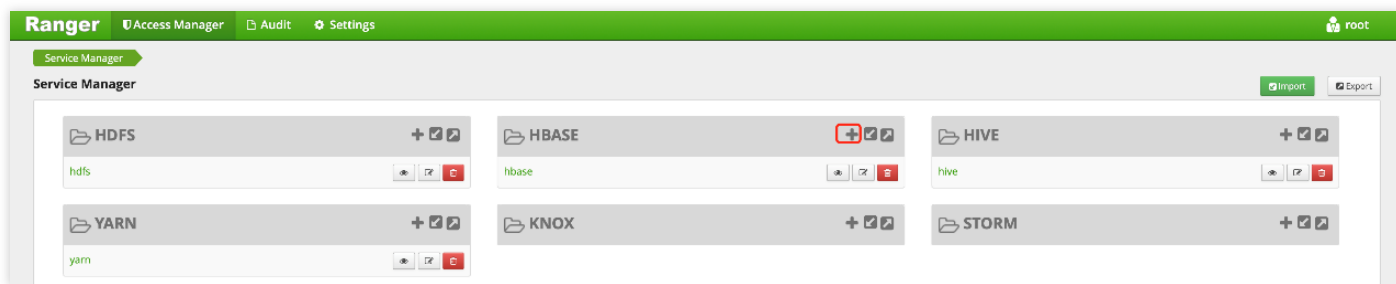 Ranger Access Manager Audit Settings root
Service Manager
Service Manager Import Export
HDFS HBASE HIVE
hdfs hbase hive
YARN KNOX STORM
yarn